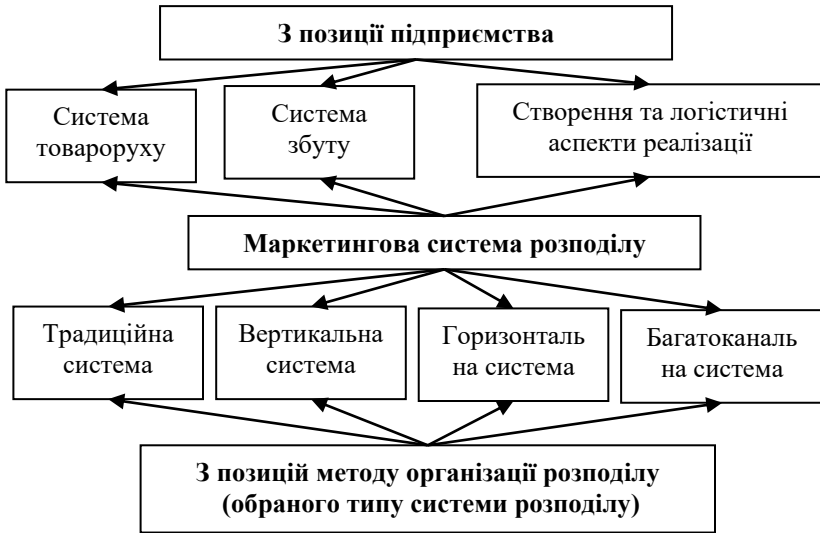 З позиції підприємства
Система
товароруху
Система
збуту
Створення та логістичні
аспекти реалізації
Маркетингова система розподілу
Традиційна
система
Вертикальна
система
Горизонталь
на система
Багатоканаль
на система
З позицій методу організації розподілу
(обраного типу системи розподілу)